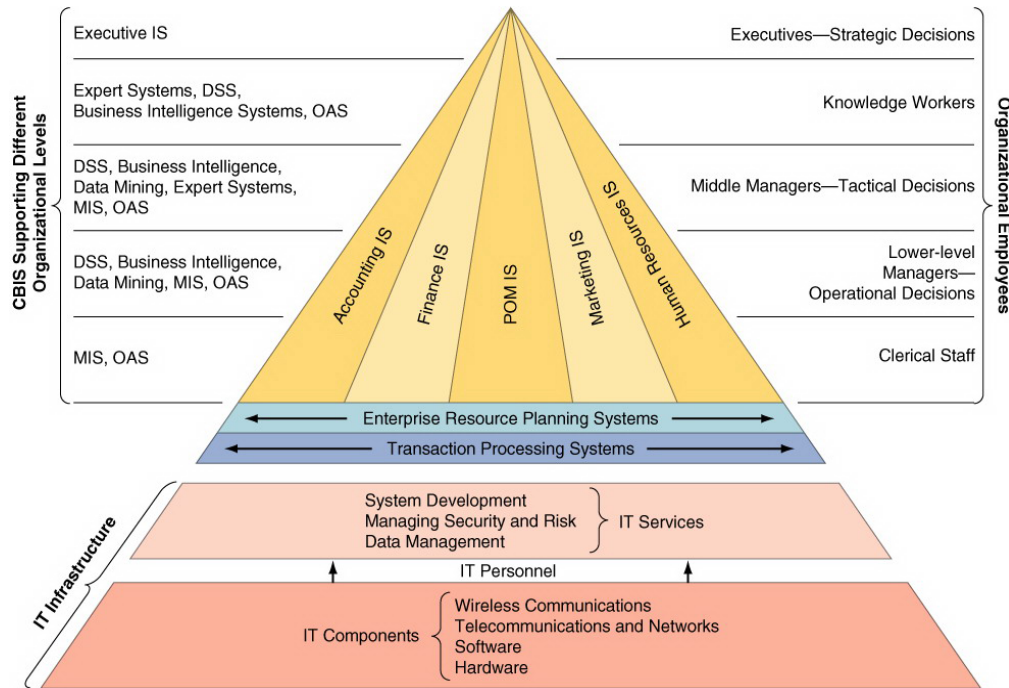 CBIS Supporting Different
Organizational Levels
Executive IS
Expert Systems, DSS,
Business Intelligence Systems, OAS
DSS, Business Intelligence,
Data Mining, Expert Systems,
MIS, OAS
DSS, Business Intelligence,
Data Mining, MIS, OAS
MIS, OAS
Accounting IS
Finance IS
POM IS
Marketing IS
Human Resources IS
Executives—Strategic Decisions
Knowledge Workers
Middle Managers—Tactical Decisions
Lower-level
Managers—
Operational Decisions
Clerical Staff
Organizational Employees
Enterprise Resource Planning Systems
Transaction Processing Systems
IT Infrastructure
System Development
Managing Security and Risk
Data Management
IT Services
IT Personnel
IT Components
Wireless Communications
Telecommunications and Networks
Software
Hardware